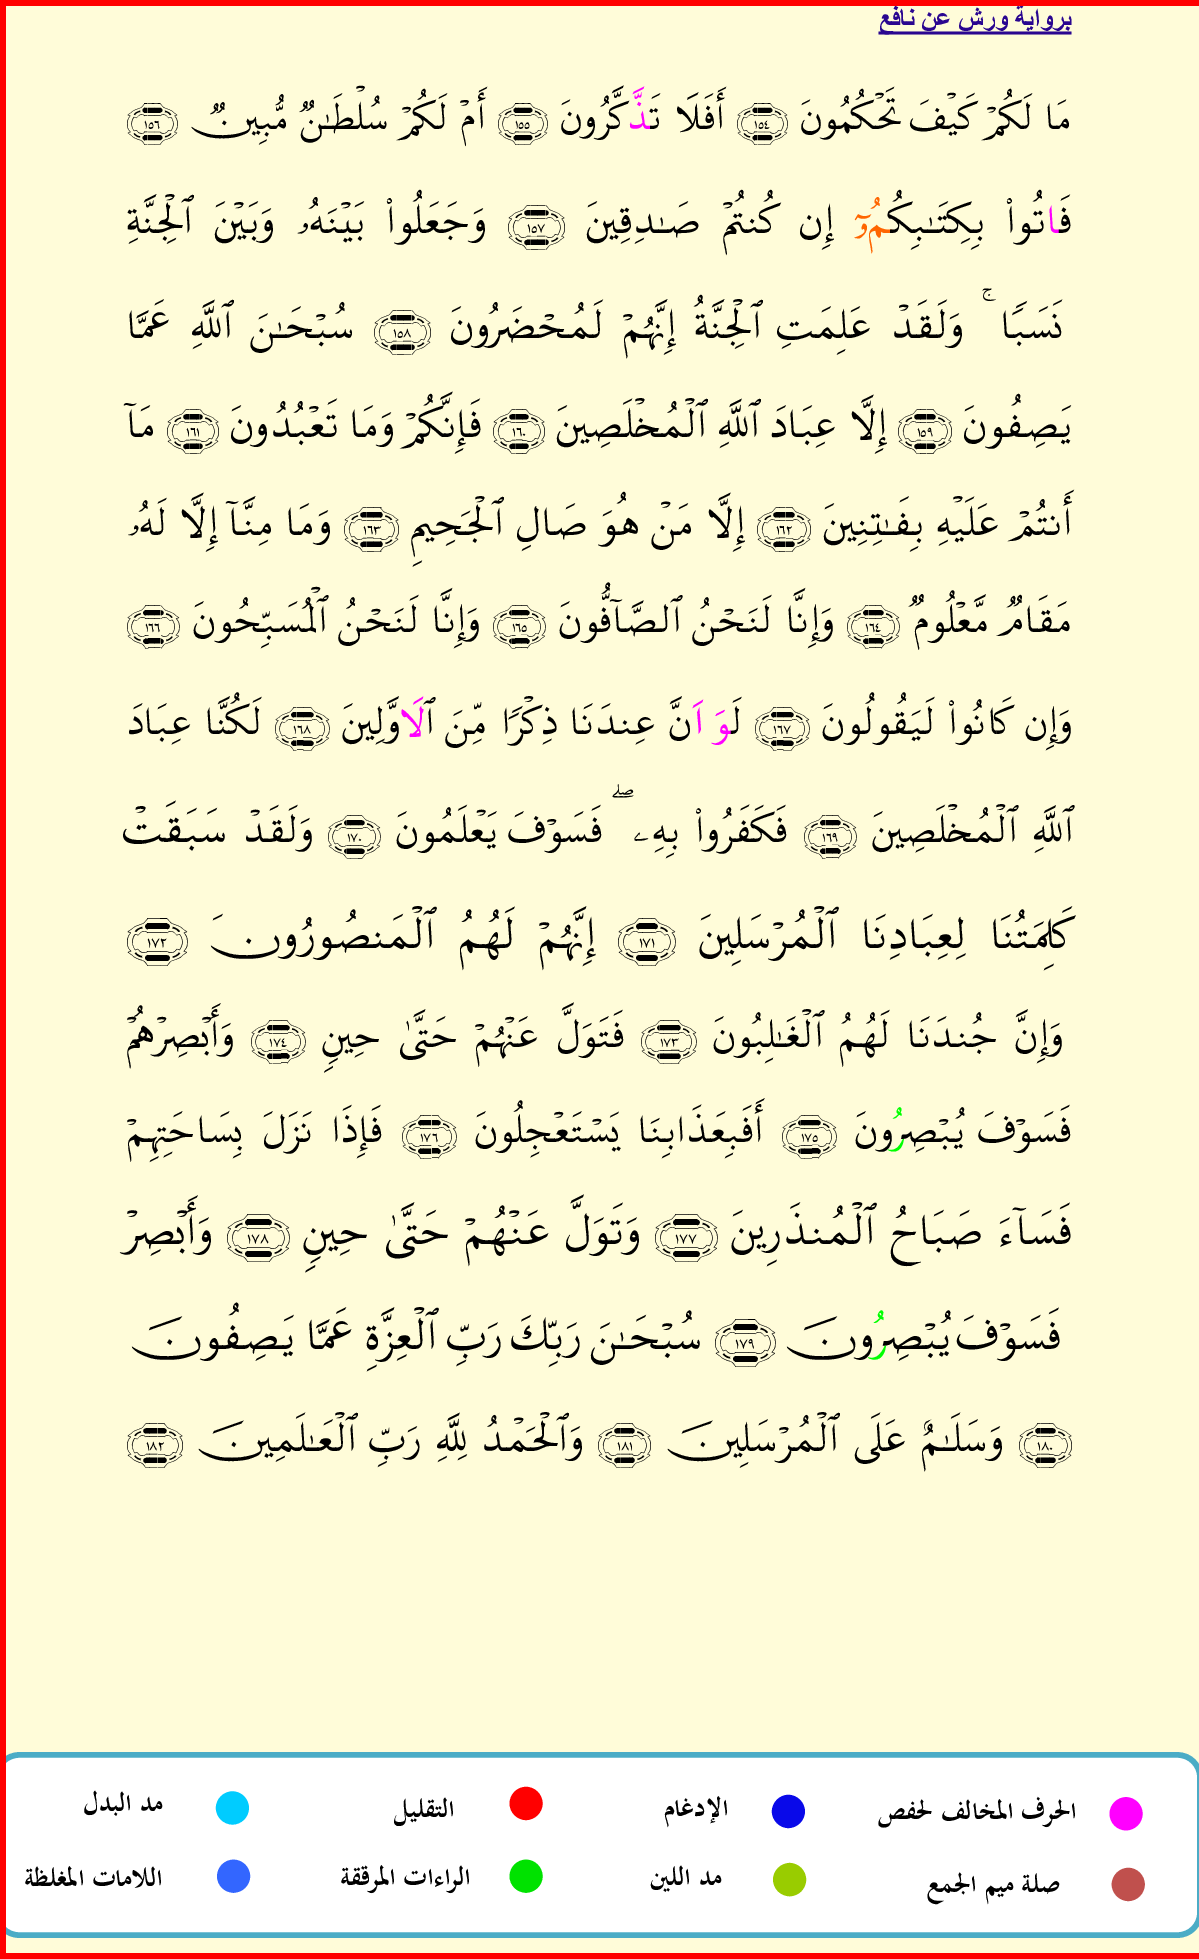 برواية ورش عن نافع
مَا لَكُمْ كَيْفَ تَحْكُمُونَ ١٥٤ أَفَلَا تَذَّكَّرُونَ ١٥٥ أَمْ لَكُمْ سُلْطَٰنٌ مُّبِينٌ ١٥٦
فَاتُوا۟ بِكِتَٰبِكُمُۥٓ إِن كُنتُمْ صَٰدِقِينَ ١٥٧ وَجَعَلُوا۟ بَيْنَهُۥ وَبَيْنَ ٱلْجِنَّةِ
نَسَبًا ۚ وَلَقَدْ عَلِمَتِ ٱلْجِنَّةُ إِنَّهُمْ لَمُحْضَرُونَ ١٥٨ سُبْحَٰنَ ٱللَّهِ عَمَّا
يَصِفُونَ ١٥٩ إِلَّا عِبَادَ ٱللَّهِ ٱلْمُخْلَصِينَ ١٦٠ فَإِنَّكُمْ وَمَا تَعْبُدُونَ ١٦١ مَآ
أَنتُمْ عَلَيْهِ بِفَٰتِنِينَ ١٦٢ إِلَّا مَنْ هُوَ صَالِ ٱلْجَحِيمِ ١٦٣ وَمَا مِنَّآ إِلَّا لَهُۥ
مَقَامٌ مَّعْلُومٌ ١٦٤ وَإِنَّا لَنَحْنُ ٱلصَّآفُّونَ ١٦٥ وَإِنَّا لَنَحْنُ ٱلْمُسَبِّحُونَ ١٦٦
وَإِن كَانُوا۟ لَيَقُولُونَ ١٦٧ لَوَ اَنَّ عِندَنَا ذِكْرًا مِّنَ ٱلَاوَّلِينَ ١٦٨ لَكُنَّا عِبَادَ
ٱللَّهِ ٱلْمُخْلَصِينَ ١٦٩ فَكَفَرُوا۟ بِهِۦ ۖ فَسَوْفَ يَعْلَمُونَ ١٧٠ وَلَقَدْ سَبَقَتْ
كَلِمَتُنَا لِعِبَادِنَا ٱلْمُرْسَلِينَ ١٧١ إِنَّهُمْ لَهُمُ ٱلْمَنصُورُونَ ١٧٢
وَإِنَّ جُندَنَا لَهُمُ ٱلْغَٰلِبُونَ ١٧٣ فَتَوَلَّ عَنْهُمْ حَتَّىٰ حِينٍ ١٧٤ وَأَبْصِرْهُمْ
فَسَوْفَ يُبْصِرُونَ ١٧٥ أَفَبِعَذَابِنَا يَسْتَعْجِلُونَ ١٧٦ فَإِذَا نَزَلَ بِسَاحَتِهِمْ
فَسَآءَ صَبَاحُ ٱلْمُنذَرِينَ ١٧٧ وَتَوَلَّ عَنْهُمْ حَتَّىٰ حِينٍ ١٧٨ وَأَبْصِرْ
فَسَوْفَ يُبْصِرُونَ ١٧٩ سُبْحَٰنَ رَبِّكَ رَبِّ ٱلْعِزَّةِ عَمَّا يَصِفُونَ
١٨٠ وَسَلَٰمٌ عَلَى ٱلْمُرْسَلِينَ ١٨١ وَٱلْحَمْدُ لِلَّهِ رَبِّ ٱلْعَٰلَمِينَ ١٨٢
الحرف المخالف لحفص الإدغام التقليل مد البدل
صلة ميم الجمع مد اللين الراءات المرققة اللامات المغلظة